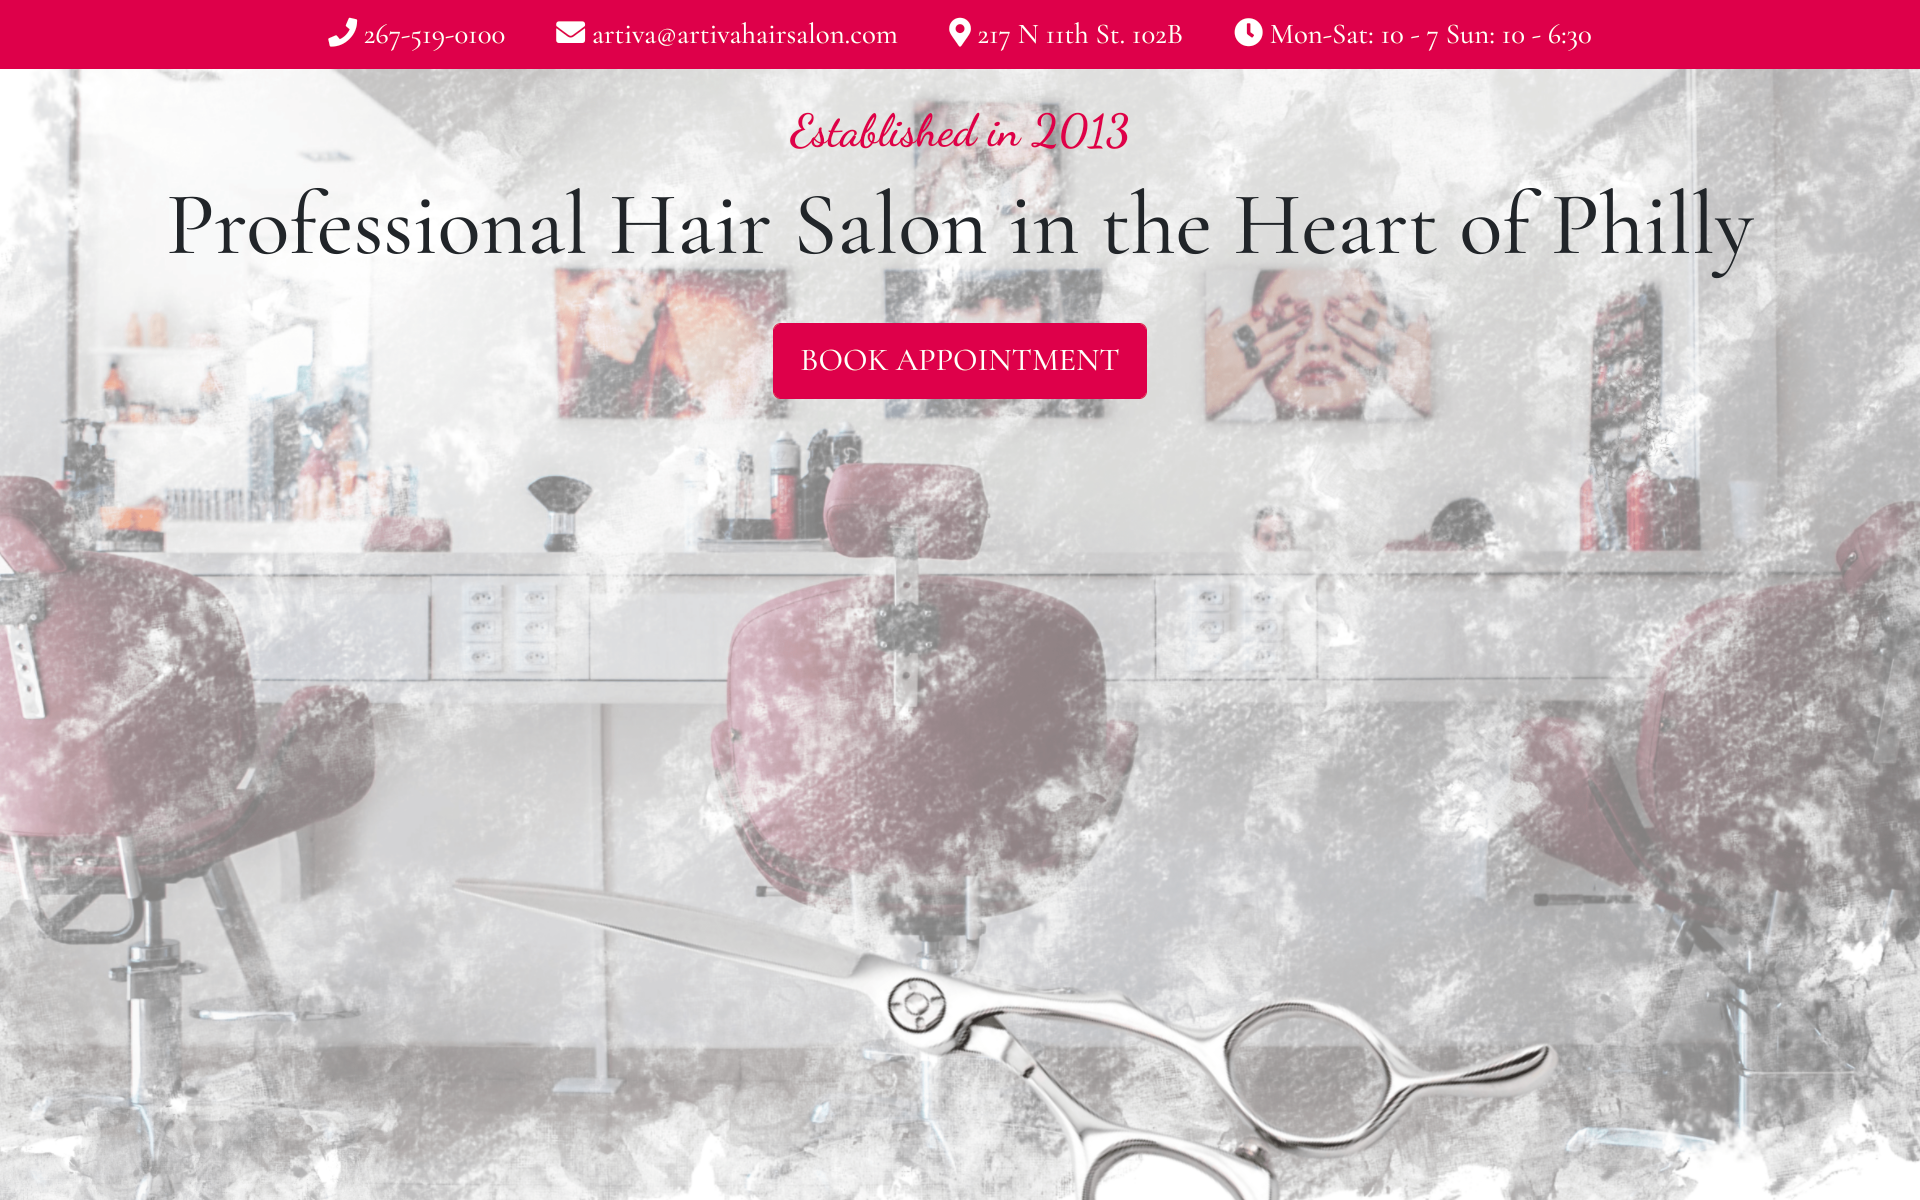 267-519-0100 artiva@artivahairsalon.com 217 N 11th St. 102B Mon-Sat: 10 - 7 Sun: 10 - 6:30
Established in 2013
Professional Hair Salon in the Heart of Philly
BOOK APPOINTMENT